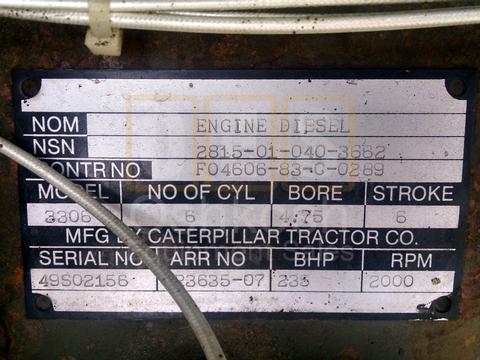 NOM ENGINE DIESEL
NSN 2815-01-040-3662
CONTR NO F04606-83-C-0289
MODEL NO OF CYL BORE STROKE
3306 6 4.75 6
MFG BY CATERPILLAR TRACTOR CO.
SERIAL NO ARR NO BHP RPM
49S02156 23635-07 235 2000